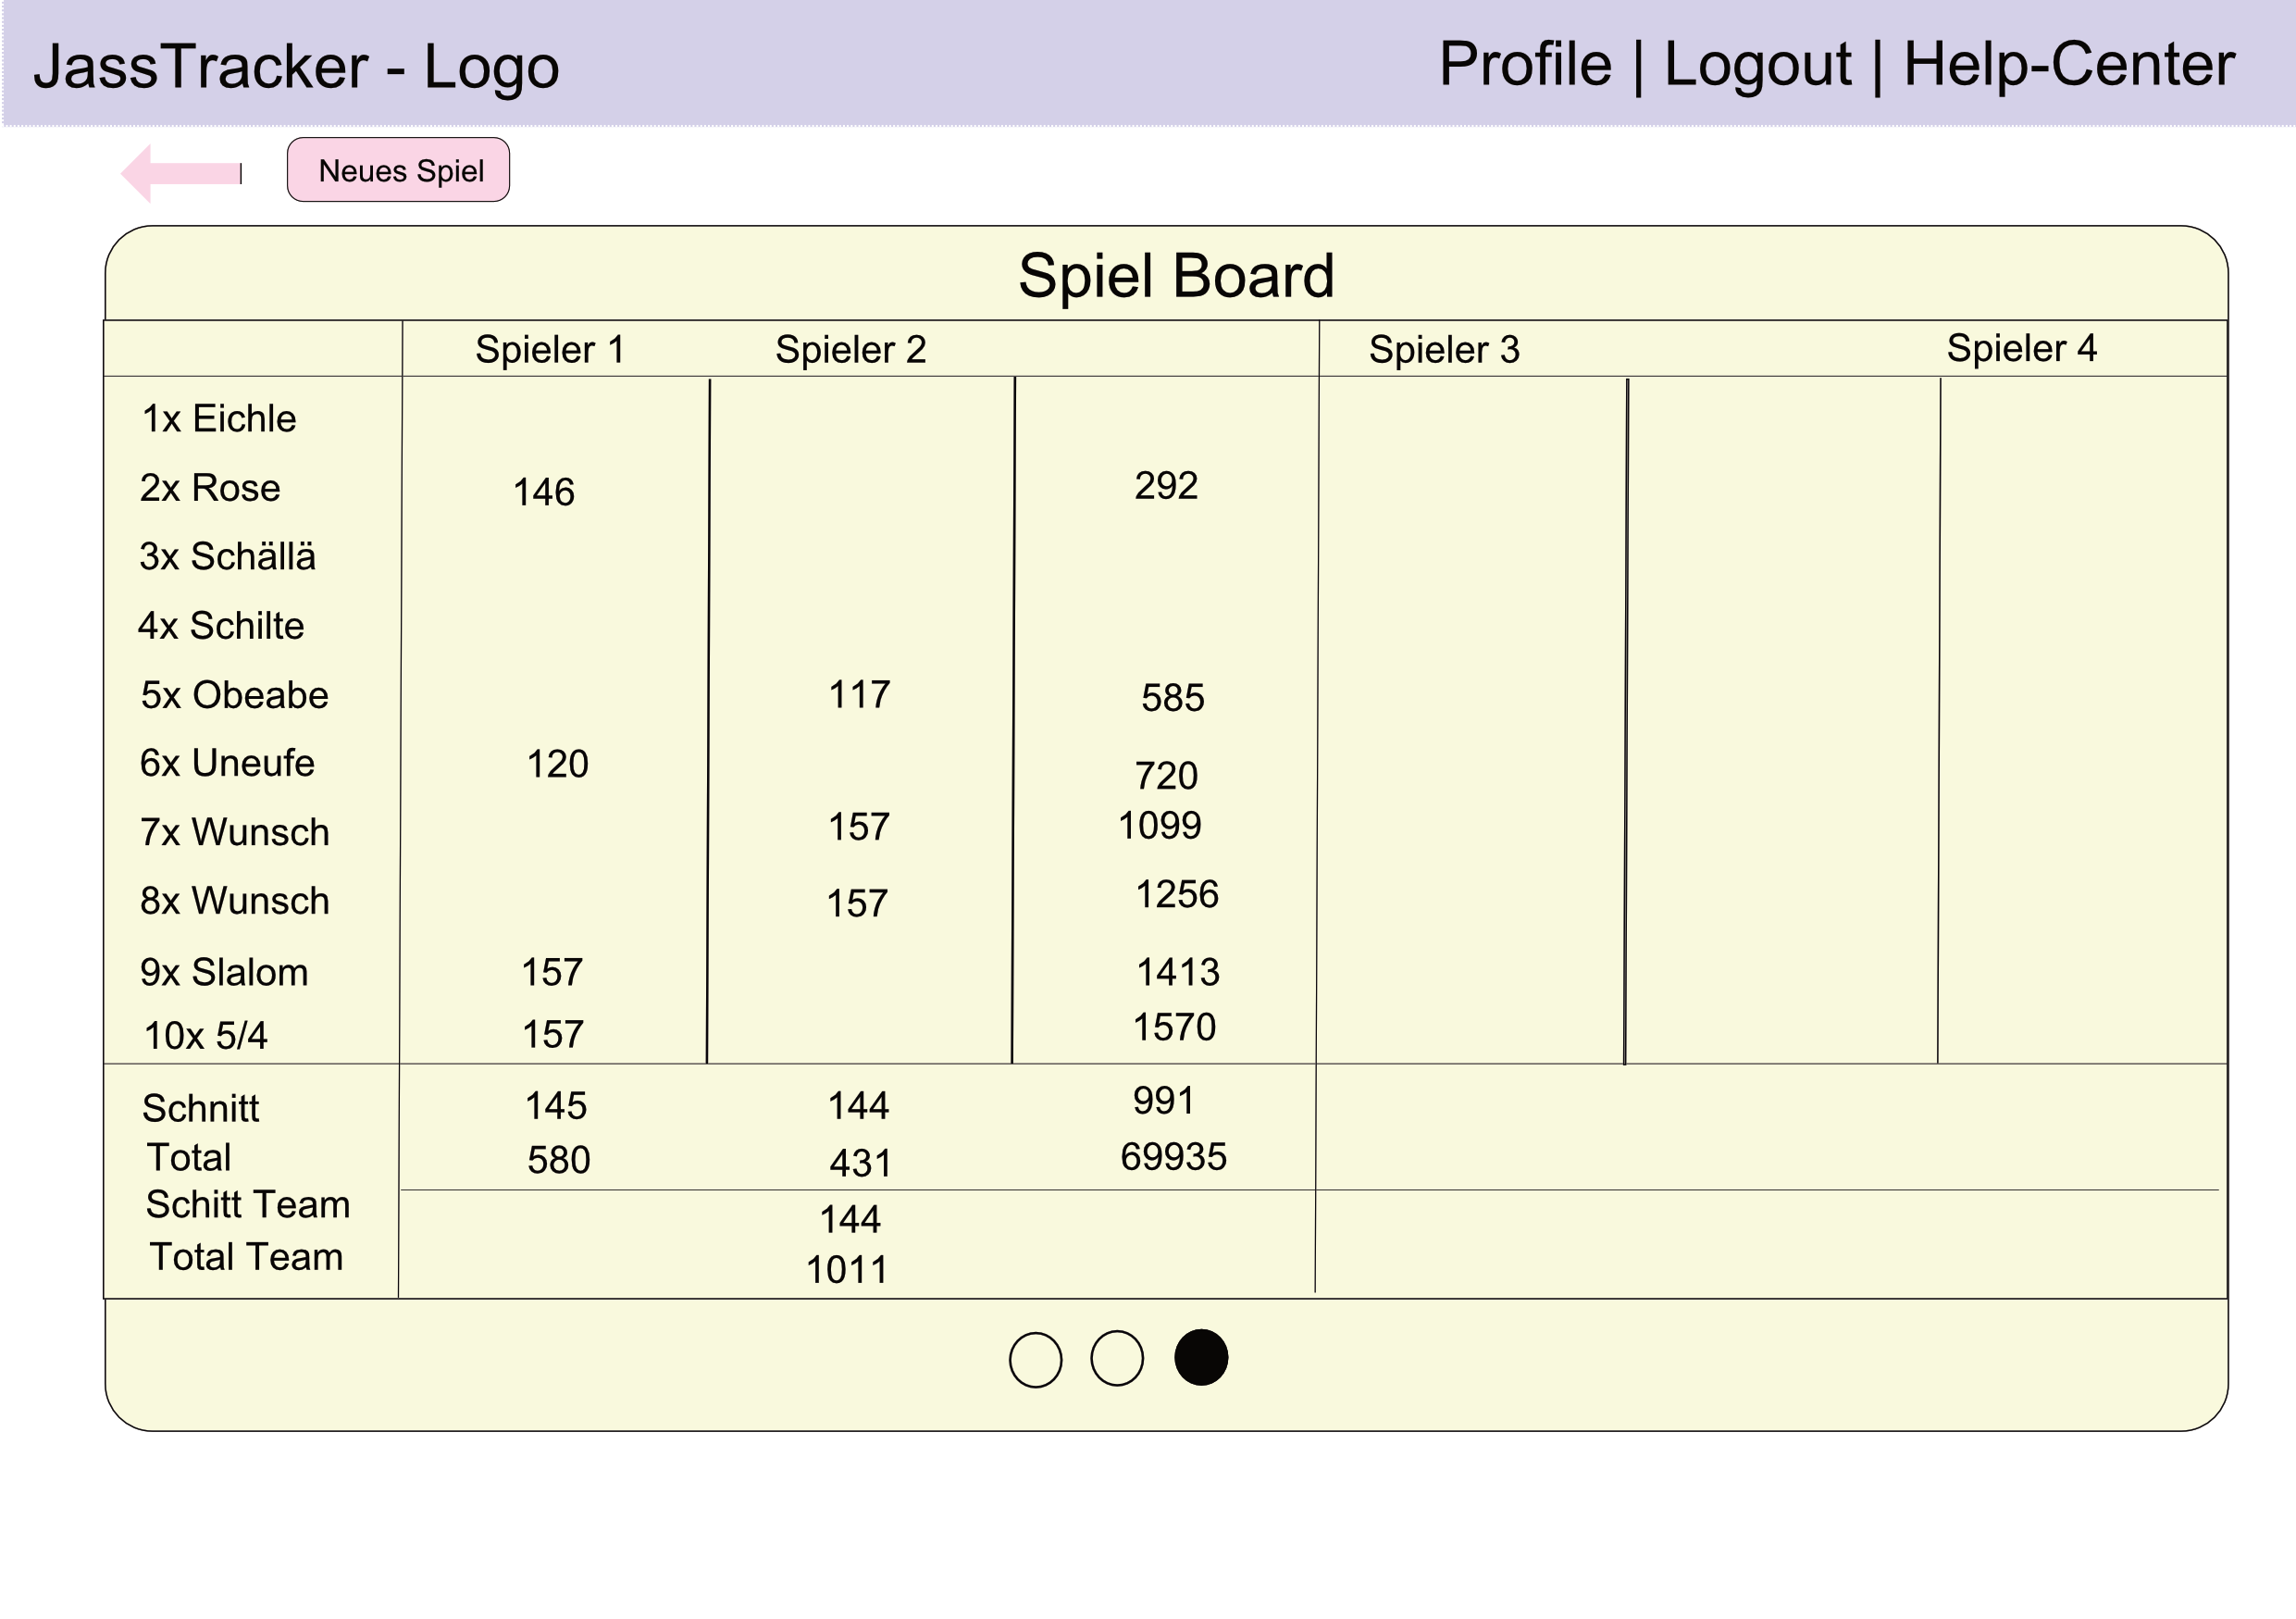 JassTracker - Logo
Profile | Logout | Help-Center
Neues Spiel
Spiel Board
Spieler 1 Spieler 2 Spieler 3 Spieler 4
1x Eichle
2x Rose 146 292
3x Schällä
4x Schilte
5x Obeabe 117 585
6x Uneufe 120 720
7x Wunsch 157 1099
8x Wunsch 157 1256
9x Slalom 157 1413
10x 5/4 157 1570
Schnitt 145 144 991
Total 580 431 69935
Schitt Team 144
Total Team 1011